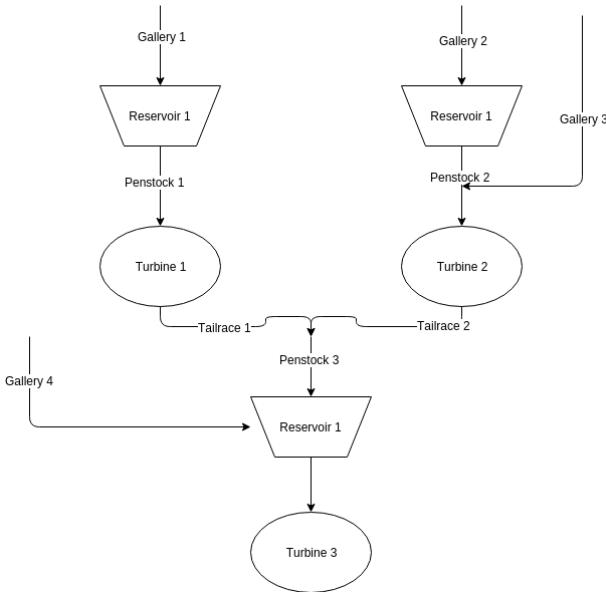 Gallery 1
Gallery 2
Reservoir 1
Reservoir 1
Gallery 3
Penstock 1
Penstock 2
Turbine 1
Turbine 2
Tailrace 1
Tailrace 2
Penstock 3
Gallery 4
Reservoir 1
Turbine 3